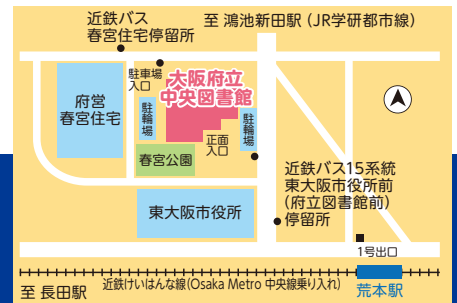 近鉄バス
春宮住宅停留所
至 鴻池新田駅 (JR学研都市線)
駐車場
入口
大阪府立
中央図書館
府営
春宮住宅
駐輪場
駐輪場
正面
入口
春宮公園
近鉄バス15系統
東大阪市役所前
(府立図書館前)
停留所
東大阪市役所
1号出口
至 長田駅
近鉄けいはんな線(Osaka Metro 中央線乗り入れ)
荒本駅